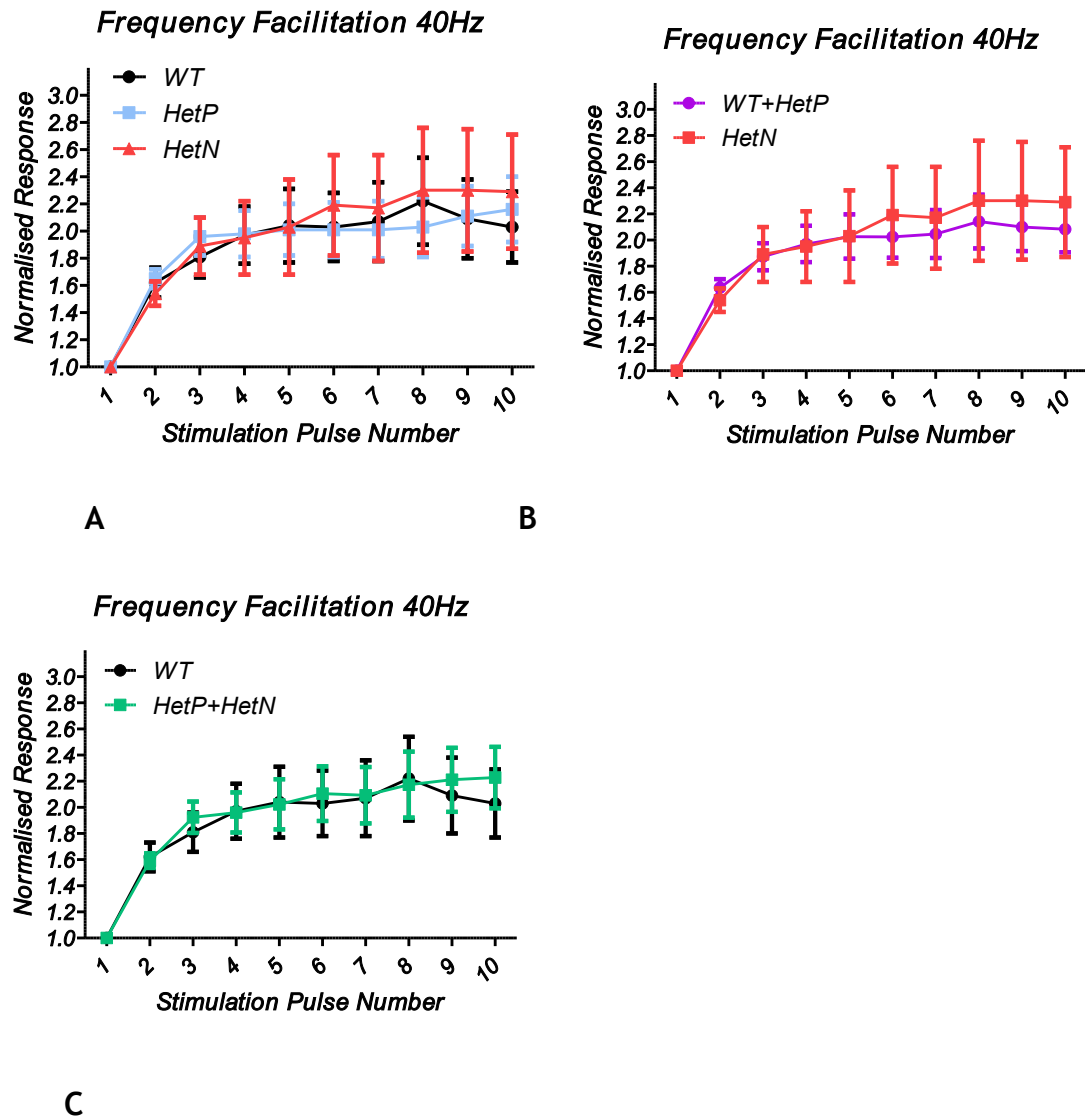 Frequency Facilitation 40Hz
WT
HetP
HetN
Normalised Response
3.0
2.8
2.6
2.4
2.2
2.0
1.8
1.6
1.4
1.2
1.0
1 2 3 4 5 6 7 8 9 10
Stimulation Pulse Number
A
Frequency Facilitation 40Hz
WT+HetP
HetN
Normalised Response
3.0
2.8
2.6
2.4
2.2
2.0
1.8
1.6
1.4
1.2
1.0
1 2 3 4 5 6 7 8 9 10
Stimulation Pulse Number
B
Frequency Facilitation 40Hz
WT
HetP+HetN
Normalised Response
3.0
2.8
2.6
2.4
2.2
2.0
1.8
1.6
1.4
1.2
1.0
1 2 3 4 5 6 7 8 9 10
Stimulation Pulse Number
C